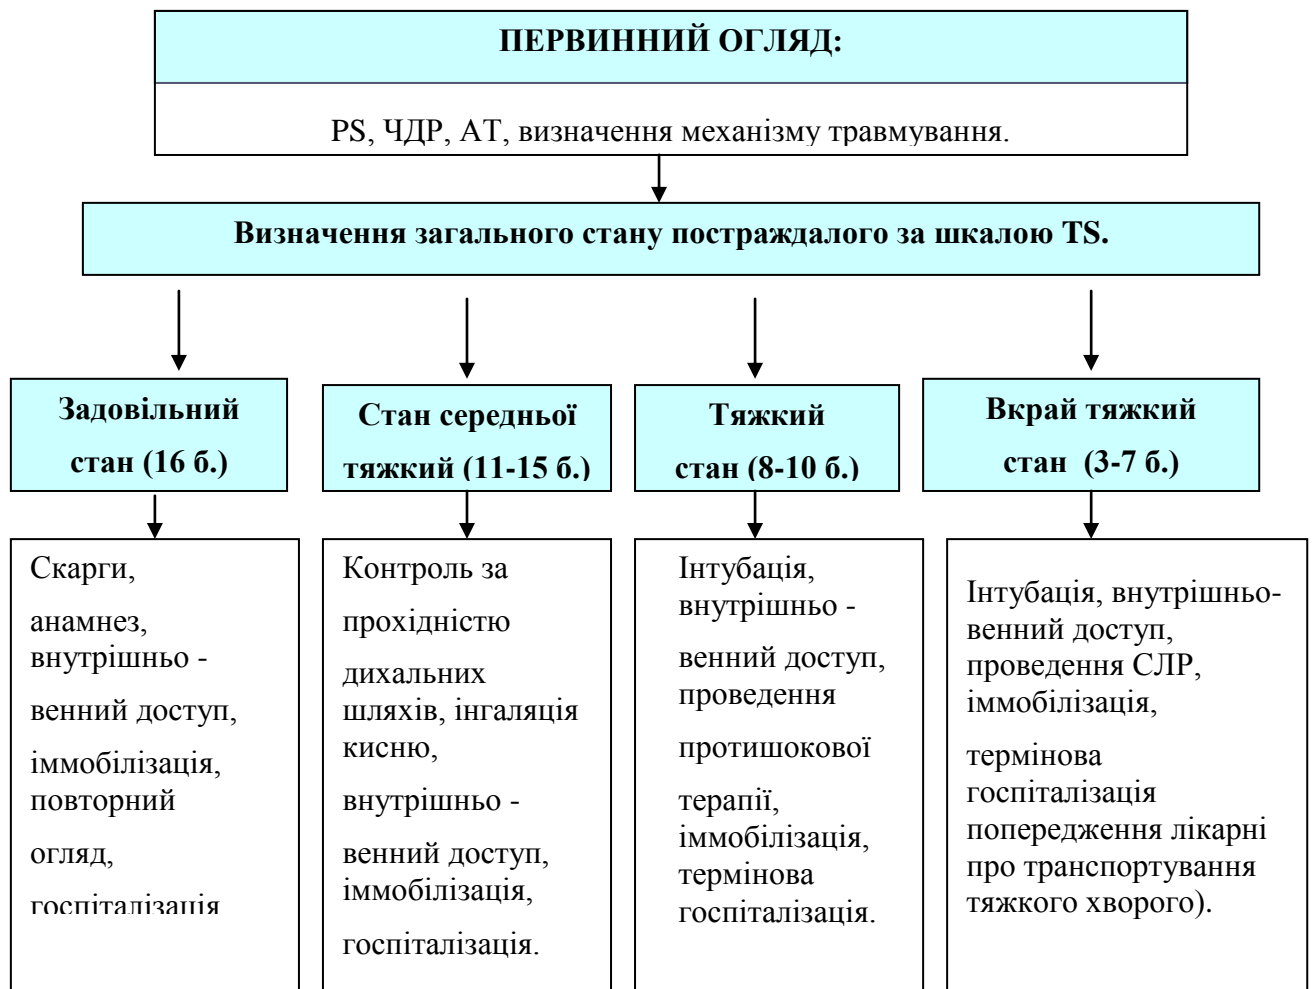 ПЕРВИННИЙ ОГЛЯД:
PS, ЧДР, АТ, визначення механізму травмування.
Визначення загального стану постраждалого за шкалою TS.
Задовільний
стан (16 б.)
Стан середньої
тяжкий (11-15 б.)
Тяжкий
стан (8-10 б.)
Вкрай тяжкий
стан (3-7 б.)
Скарги,
анамнез,
внутрішньо -
венний доступ,
іммобілізація,
повторний
огляд,
госпіталізація
Контроль за
прохідністю
дихальних
шляхів, інгаляція
кисню,
внутрішньо -
венний доступ,
іммобілізація,
госпіталізація.
Інтубація,
внутрішньо -
венний доступ,
проведення
протишокової
терапії,
іммобілізація,
термінова
госпіталізація.
Інтубація, внутрішньо-
венний доступ,
проведення СЛР,
іммобілізація,
термінова
госпіталізація
попередження лікарні
про транспортування
тяжкого хворого).